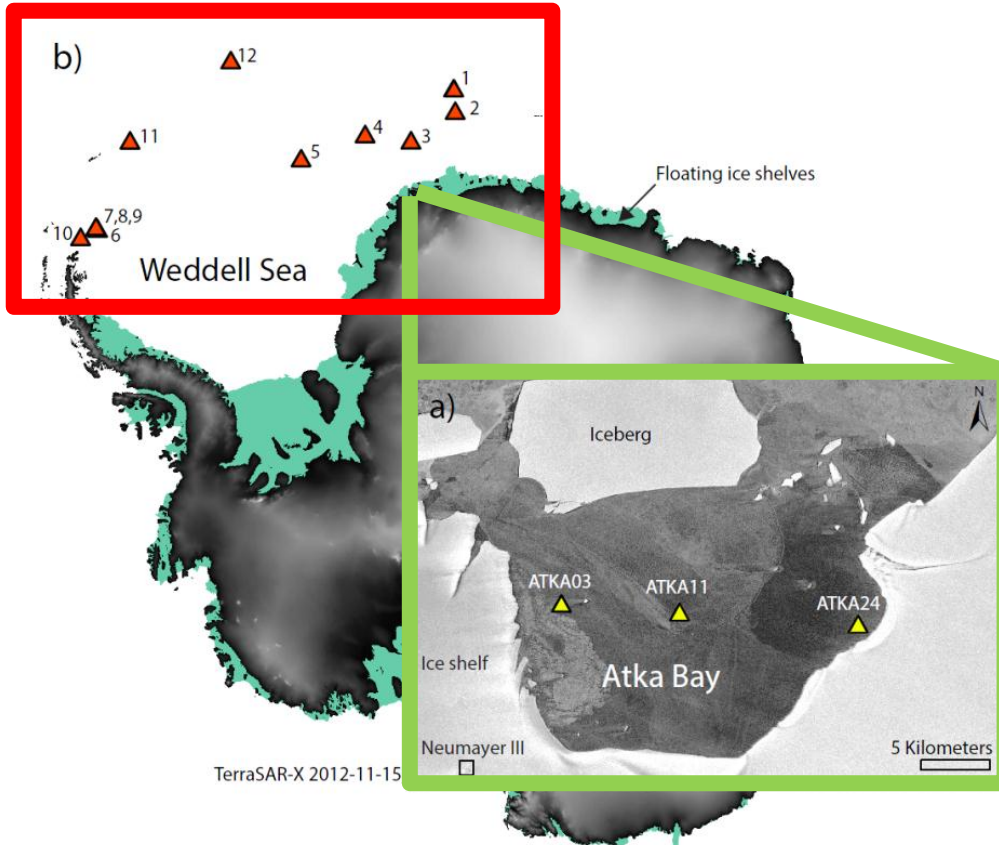 b)
12
1
2
11
4
3
5
Floating ice shelves
7,8,9
10
6
Weddell Sea
a)
N
Iceberg
ATKA03
ATKA11
ATKA24
Ice shelf
Atka Bay
Neumayer III
5 Kilometers
TerraSAR-X 2012-11-15